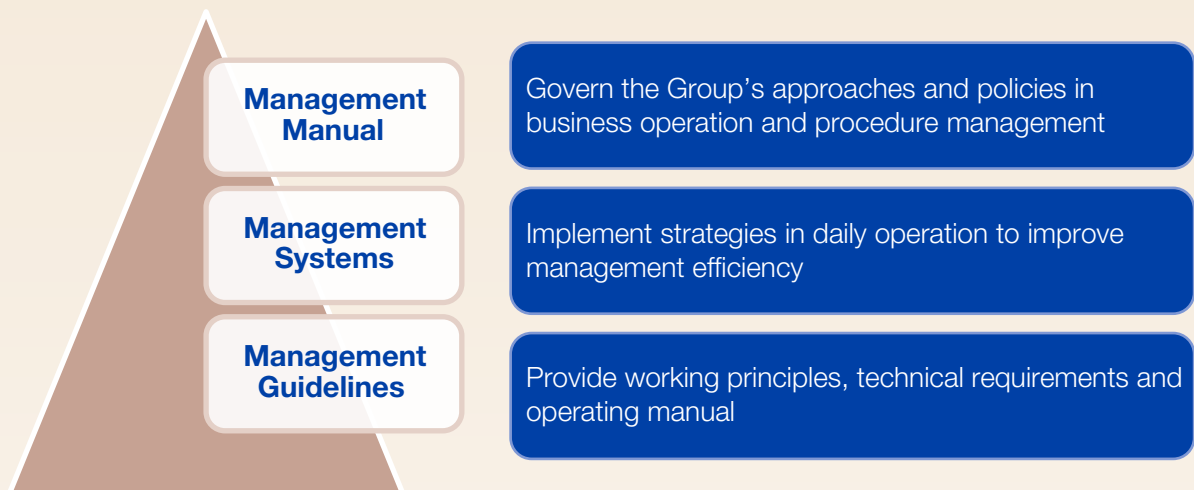 Management
Manual
Govern the Group’s approaches and policies in
business operation and procedure management
Management
Systems
Implement strategies in daily operation to improve
management efficiency
Management
Guidelines
Provide working principles, technical requirements and
operating manual